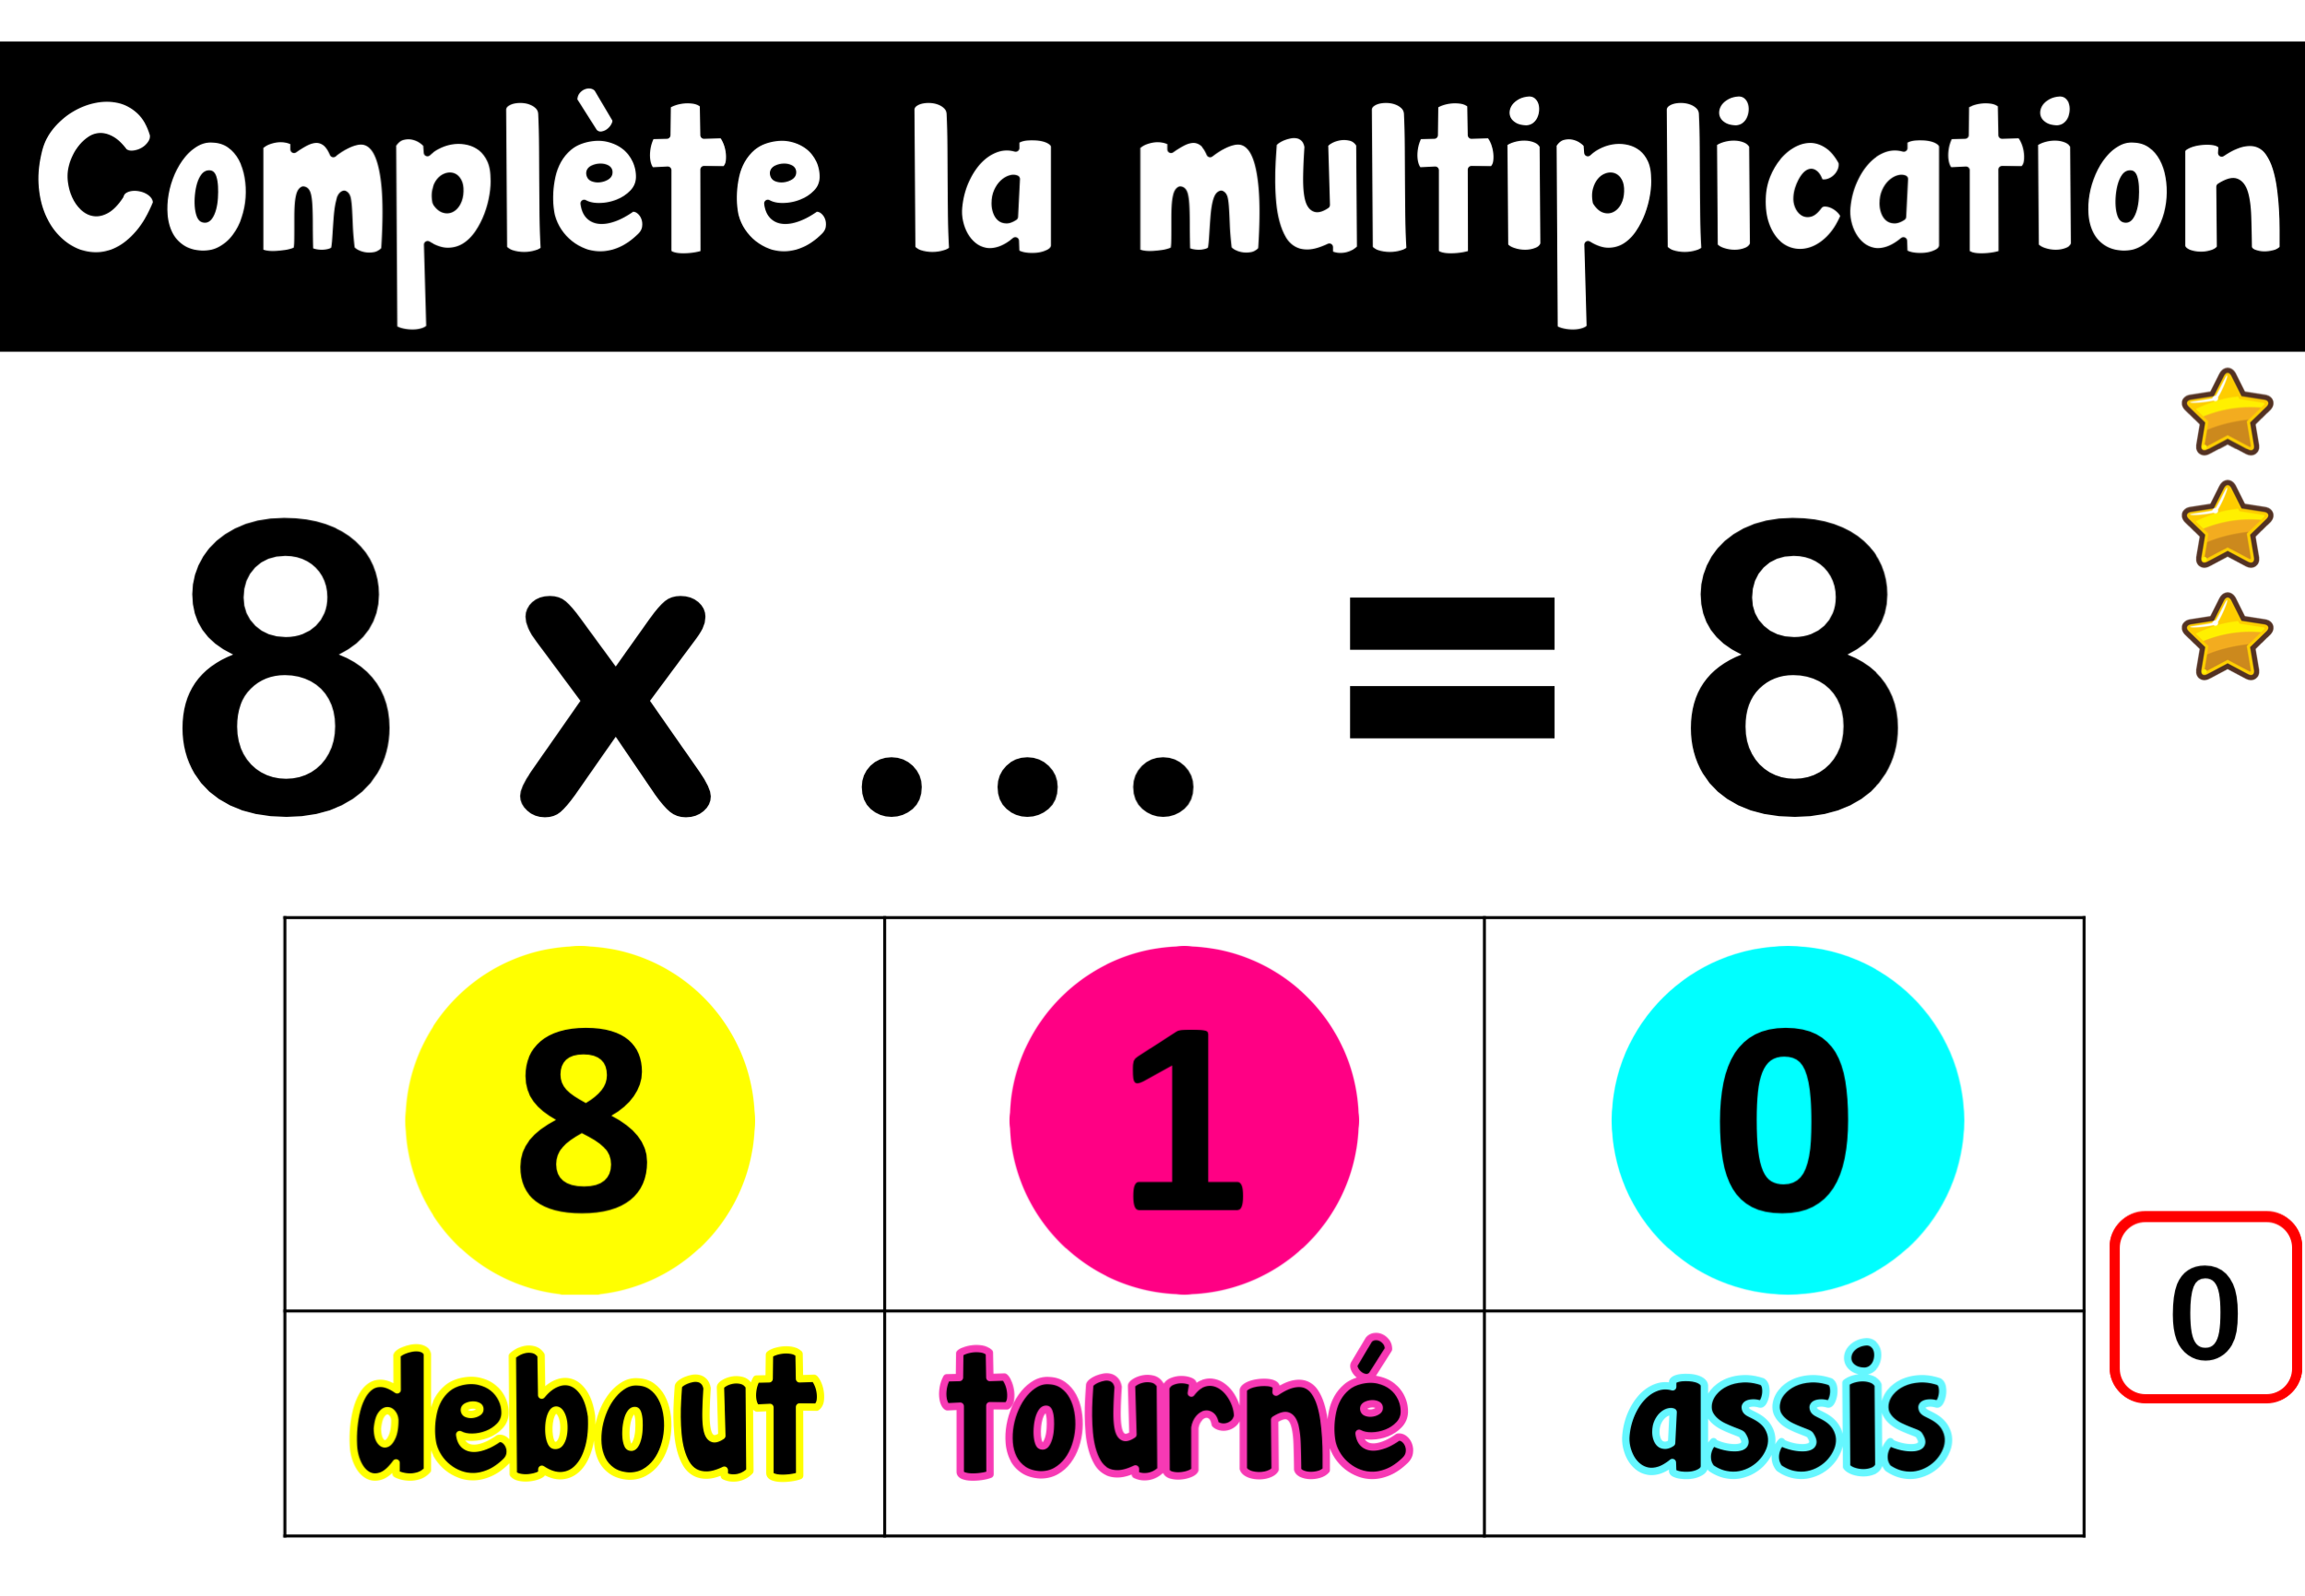 Complète la multiplication
8 x ... = 8
8 1 0
0
debout tourné assis